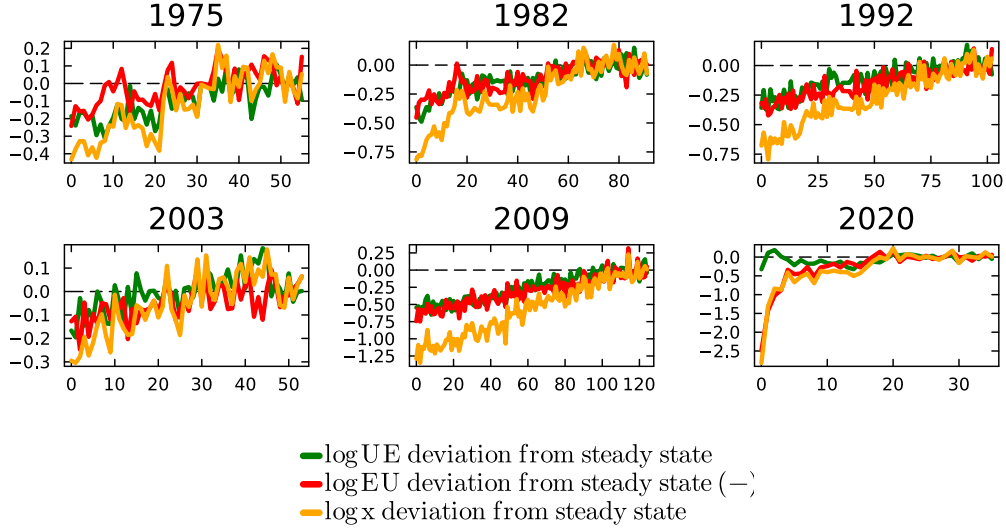 1975 1982 1992
0.2 0.1 0.0 −0.1 −0.2 −0.3 −0.4
0 10 20 30 40 50
0.00 −0.25 −0.50 −0.75
0 20 40 60 80
0.00 −0.25 −0.50 −0.75
0 25 50 75 100
2003 2009 2020
0.1 0.0 −0.1 −0.2 −0.3
0 10 20 30 40 50
0.25 0.00 −0.25 −0.50 −0.75 −1.00 −1.25
0 20 40 60 80 100 120
0.0 −0.5 −1.0 −1.5 −2.0 −2.5
0 10 20 30
log UE deviation from steady state
log EU deviation from steady state (−)
log x deviation from steady state